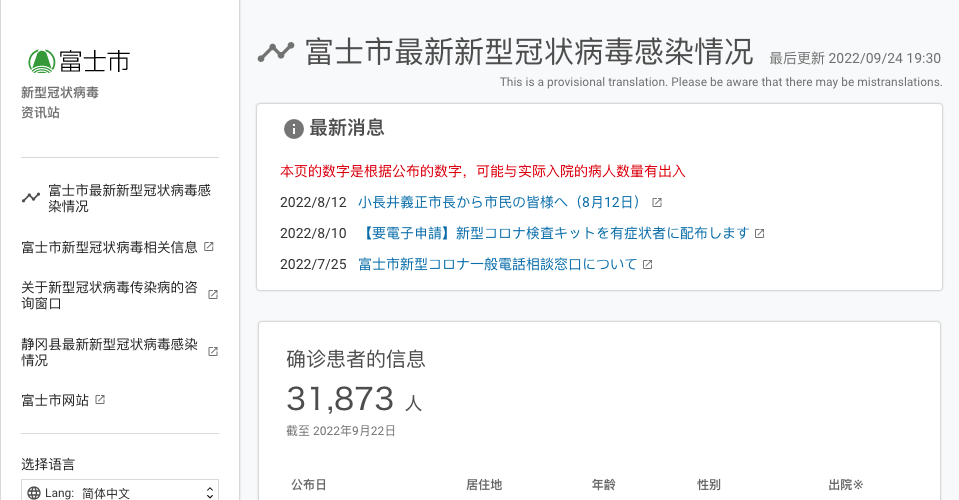 富士市
新型冠状病毒
资讯站
富士市最新新型冠状病毒感
染情况
富士市新型冠状病毒相关信息
关于新型冠状病毒传染病的咨
询窗口
静冈县最新新型冠状病毒感染
情况
富士市网站
选择语言
Lang: 简体中文
富士市最新新型冠状病毒感染情况
最后更新 2022/09/24 19:30
This is a provisional translation. Please be aware that there may be mistranslations.
最新消息
本页的数字是根据公布的数字，可能与实际入院的病人数量有出入
2022/8/12 小長井義正市長から市民の皆様へ（8月12日）
2022/8/10 【要電子申請】新型コロナ検査キットを有症状者に配布します
2022/7/25 富士市新型コロナ一般電話相談窓口について
确诊患者的信息
31,873 人
截至 2022年9月22日
公布日 居住地 年龄 性别 出院※